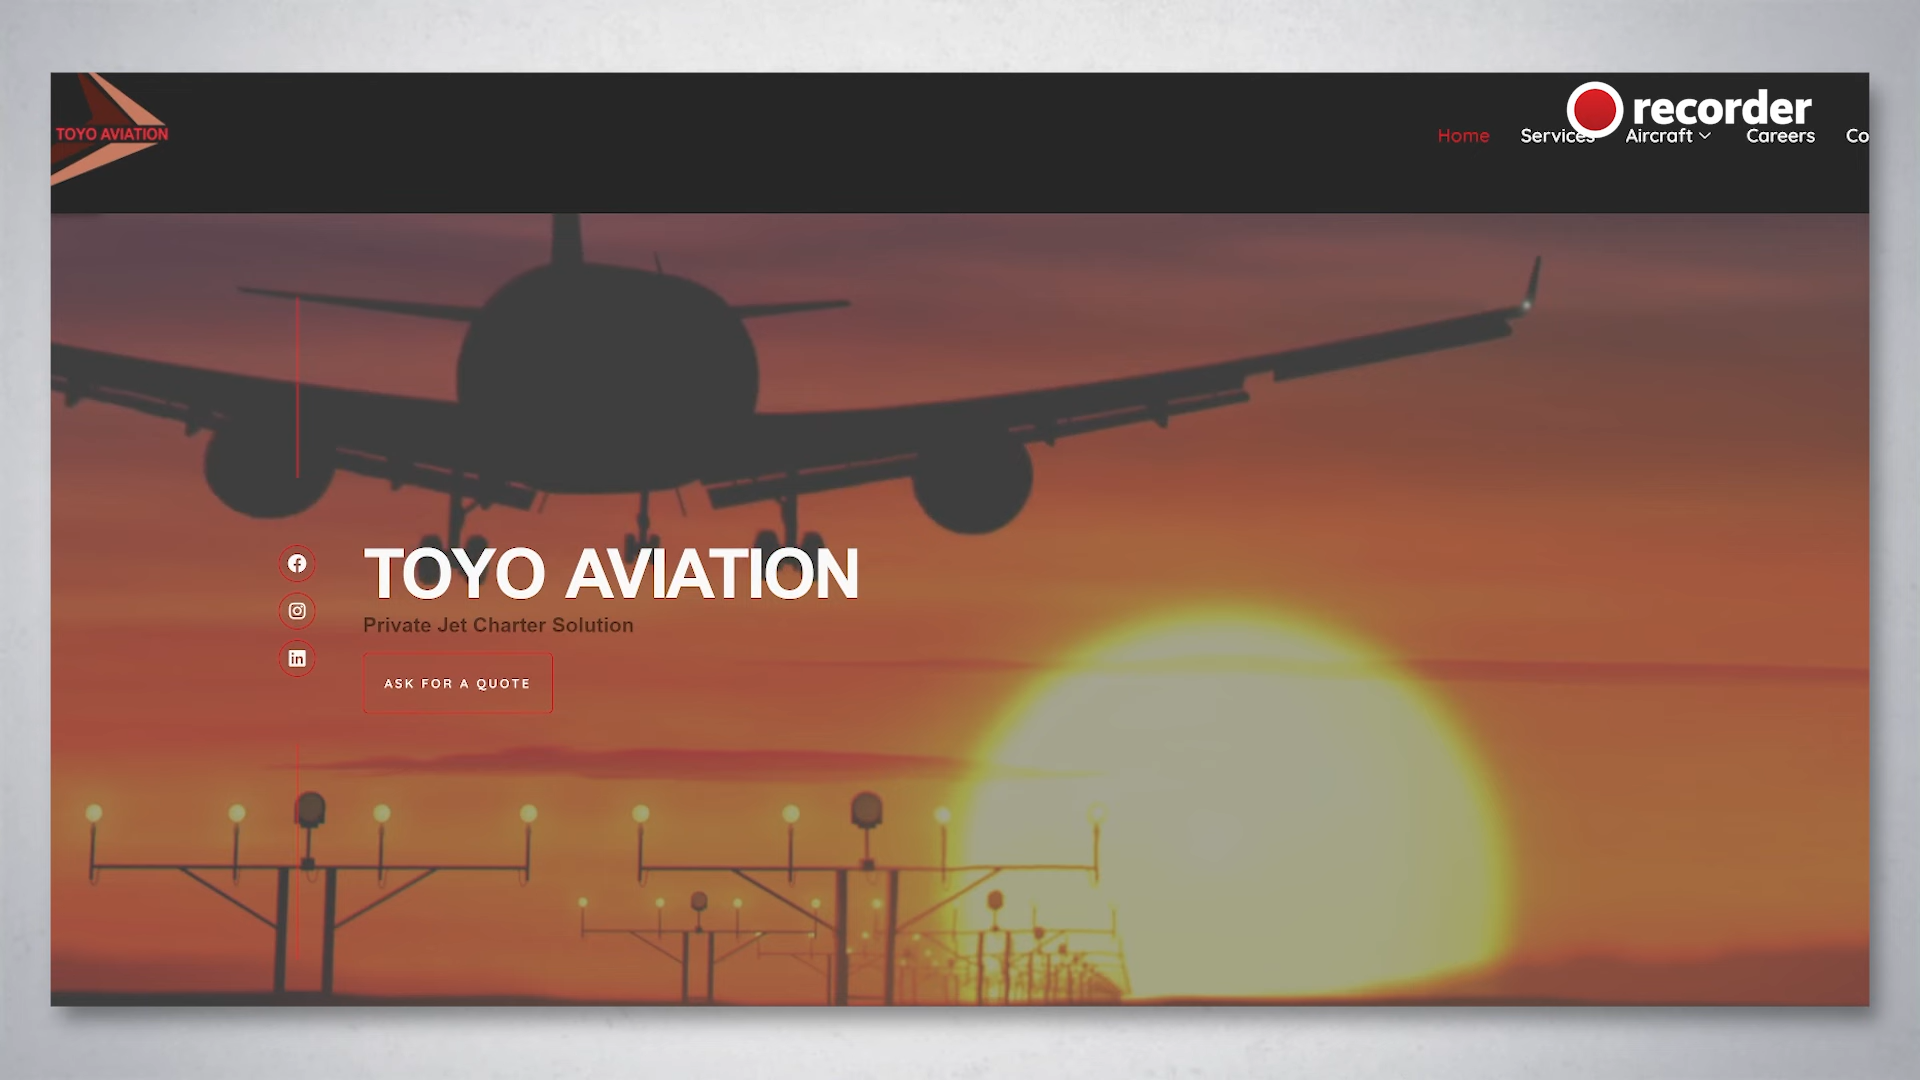 recorder
TOYO AVIATION
Home Services Aircraft Careers Co
TOYO AVIATION
Private Jet Charter Solution
ASK FOR A QUOTE